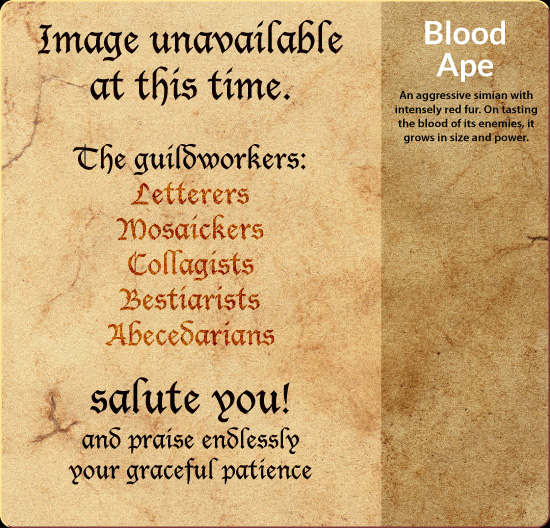 Image unavailable
at this time.
The guildworkers:
Letterers
Mosaickers
Collagists
Bestiarists
Abecedarians
salute you!
and praise endlessly
your graceful patience
Blood
Ape
An aggressive simian with
intensely red fur. On tasting
the blood of its enemies, it
grows in size and power.